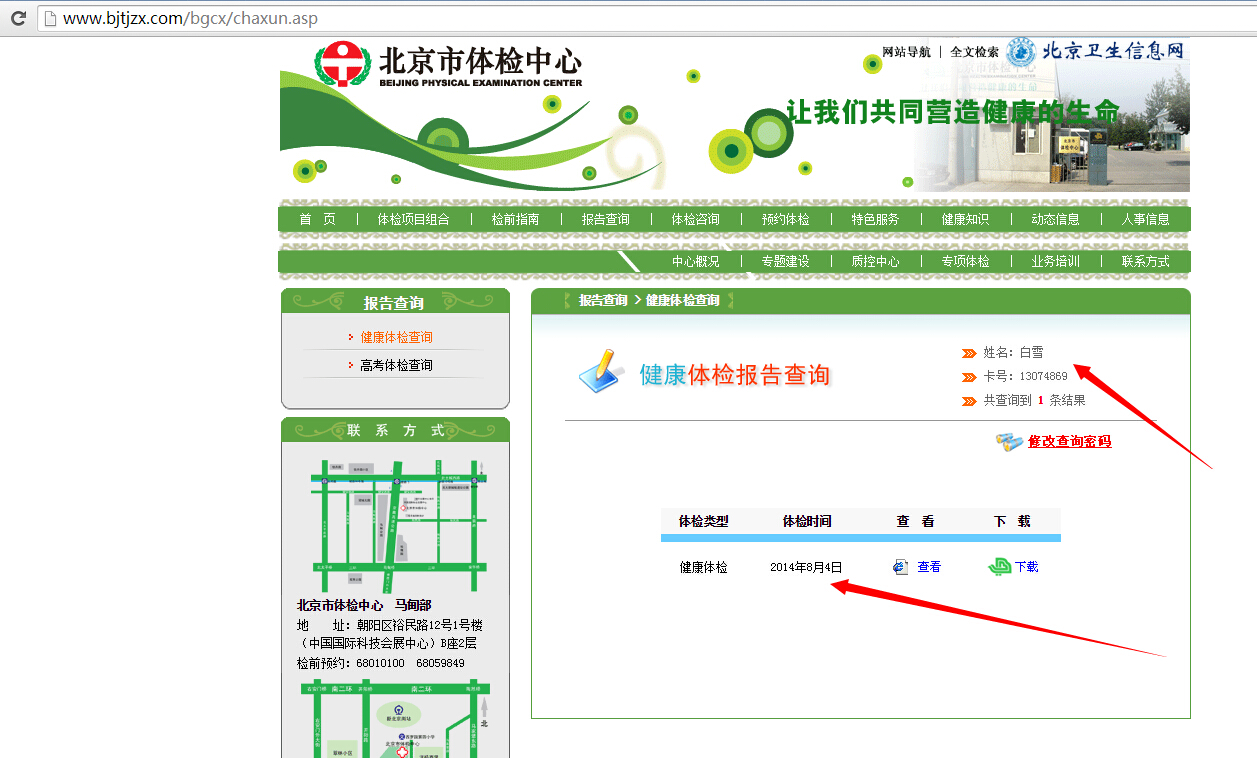 www.bjtjzx.com/bgcx/chaxun.asp
北京市体检中心
BEIJING PHYSICAL EXAMINATION CENTER
网站导航 | 全文检索
北京卫生信息网
让我们共同营造健康的生命
首 页 | 体检项目组合 | 检前指南 | 报告查询 | 体检咨询 | 预约体检 | 特色服务 | 健康知识 | 动态信息 | 人事信息
中心概况 | 专题建设 | 质控中心 | 专项体检 | 业务培训 | 联系方式
报告查询
健康体检查询
高考体检查询
报告查询 > 健康体检查询
健康体检报告查询
姓名：白雪
卡号：13074869
共查询到 1 条结果
修改查询密码
体检类型 体检时间 查 看 下 载
健康体检 2014年8月4日 查看 下载
联 系 方 式
北京市体检中心 马甸部
地 址：朝阳区裕民路12号1号楼
（中国国际科技会展中心）B座2层
检前预约：68010100 68059849
南二环 南二环
北